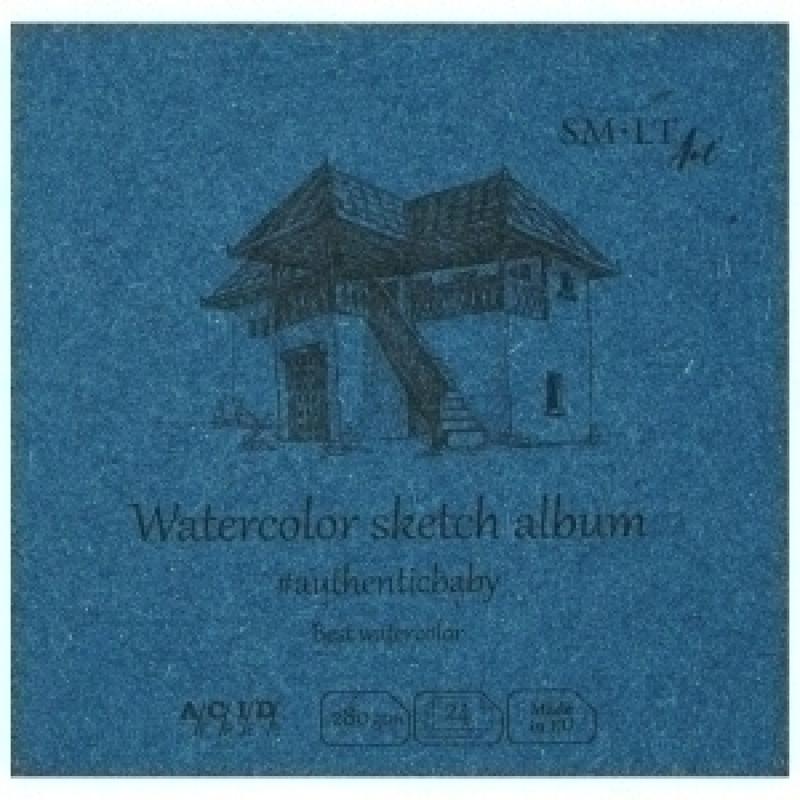 SM·LT Art
Watercolor sketch album
#authenticbaby
Best watercolor
ACID FREE
280 gsm
24
Made
in EU